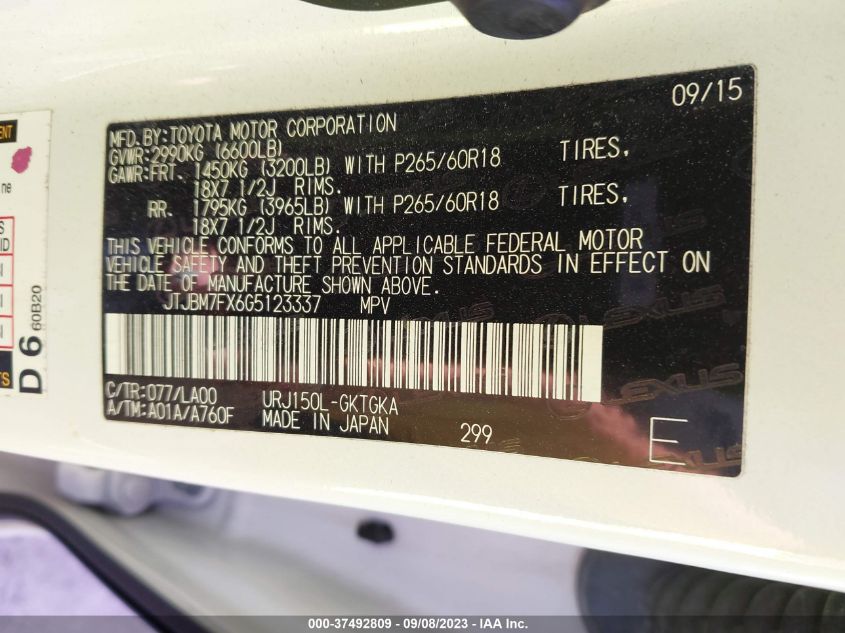 09/15
MFD.BY:TOYOTA MOTOR CORPORATION
GVWR:2990KG (6600LB)
GAWR:FRT. 1450KG (3200LB) WITH P265/60R18 TIRES,
18X7 1/2J RIMS.
RR. 1795KG (3965LB) WITH P265/60R18 TIRES,
18X7 1/2J RIMS.
THIS VEHICLE CONFORMS TO ALL APPLICABLE FEDERAL MOTOR
VEHICLE SAFETY AND THEFT PREVENTION STANDARDS IN EFFECT ON
THE DATE OF MANUFACTURE SHOWN ABOVE.
JTJBM7FX6G5123337 MPV
C/TR:077/LA00 URJ150L-GKTGKA
A/TM:A01A/A760F MADE IN JAPAN 299 E
LEXUS
LEXUS
D6 60B20
000-37492809 - 09/08/2023 - IAA Inc.